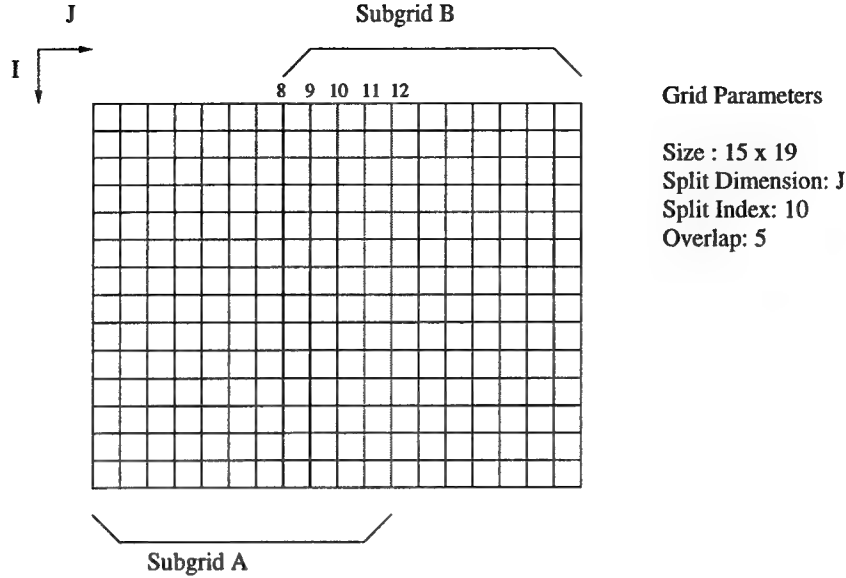 J
Subgrid B
I
8 9 10 11 12
Grid Parameters
Size : 15 x 19
Split Dimension: J
Split Index: 10
Overlap: 5
Subgrid A